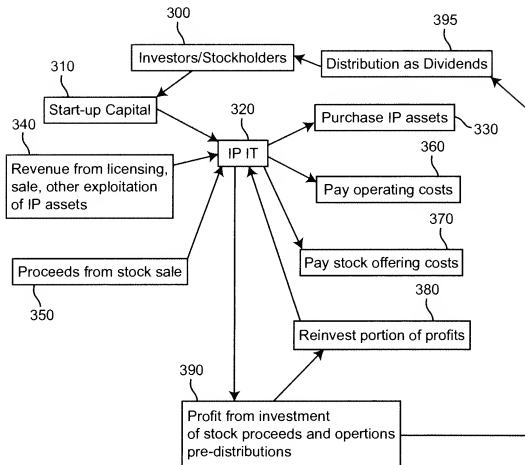 300
395
Investors/Stockholders
Distribution as Dividends
310
Start-up Capital
320
Purchase IP assets
330
340
IP IT
Revenue from licensing,
sale, other exploitation
of IP assets
360
Pay operating costs
370
Proceeds from stock sale
350
Pay stock offering costs
380
Reinvest portion of profits
390
Profit from investment
of stock proceeds and opertions
pre-distributions